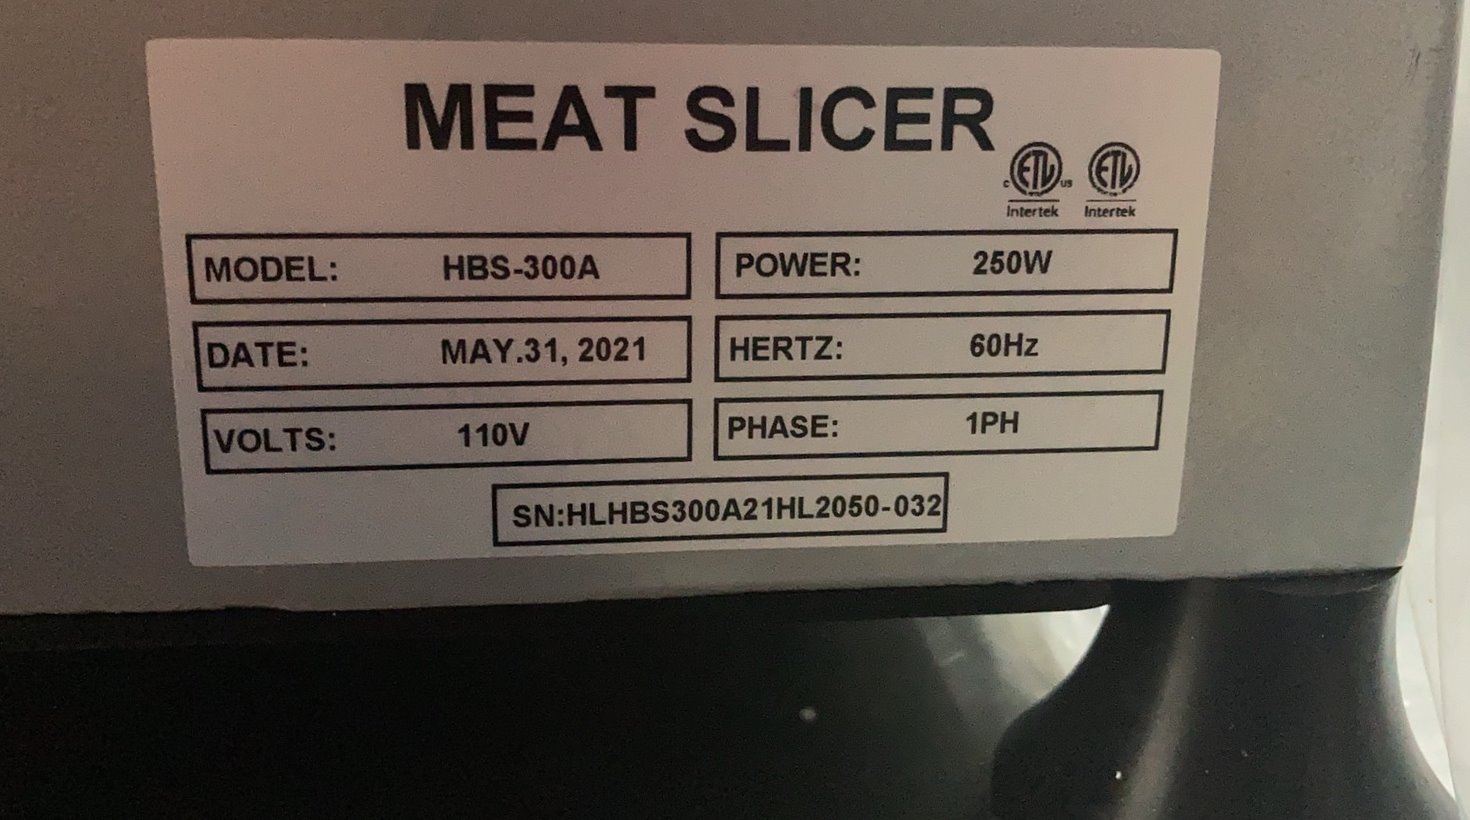 MEAT SLICER
C ETL US ETL
Intertek Intertek
MODEL: HBS-300A POWER: 250W
DATE: MAY.31, 2021 HERTZ: 60Hz
VOLTS: 110V PHASE: 1PH
SN:HLHBS300A21HL2050-032